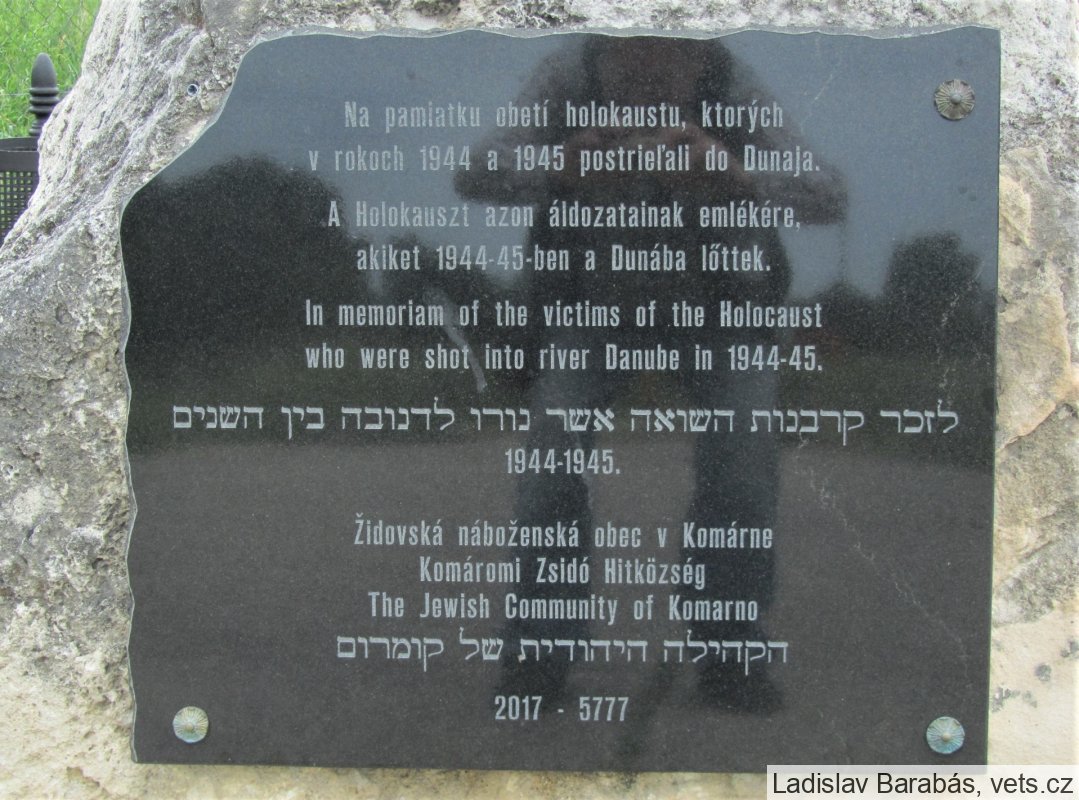 Na pamiatku obetí holokaustu, ktorých
v rokoch 1944 a 1945 postrieľali do Dunaja.
A Holokauszt azon áldozatainak emlékére,
akiket 1944-45-ben a Dunába lőttek.
In memoriam of the victims of the Holocaust
who were shot into river Danube in 1944-45.
לזכר קרבנות השואה אשר נורו לדנובה בין השנים
1944-1945.
Židovská náboženská obec v Komárne
Komáromi Zsidó Hitközség
The Jewish Community of Komarno
הקהילה היהודית של קומרום
2017 - 5777
Ladislav Barabás, vets.cz